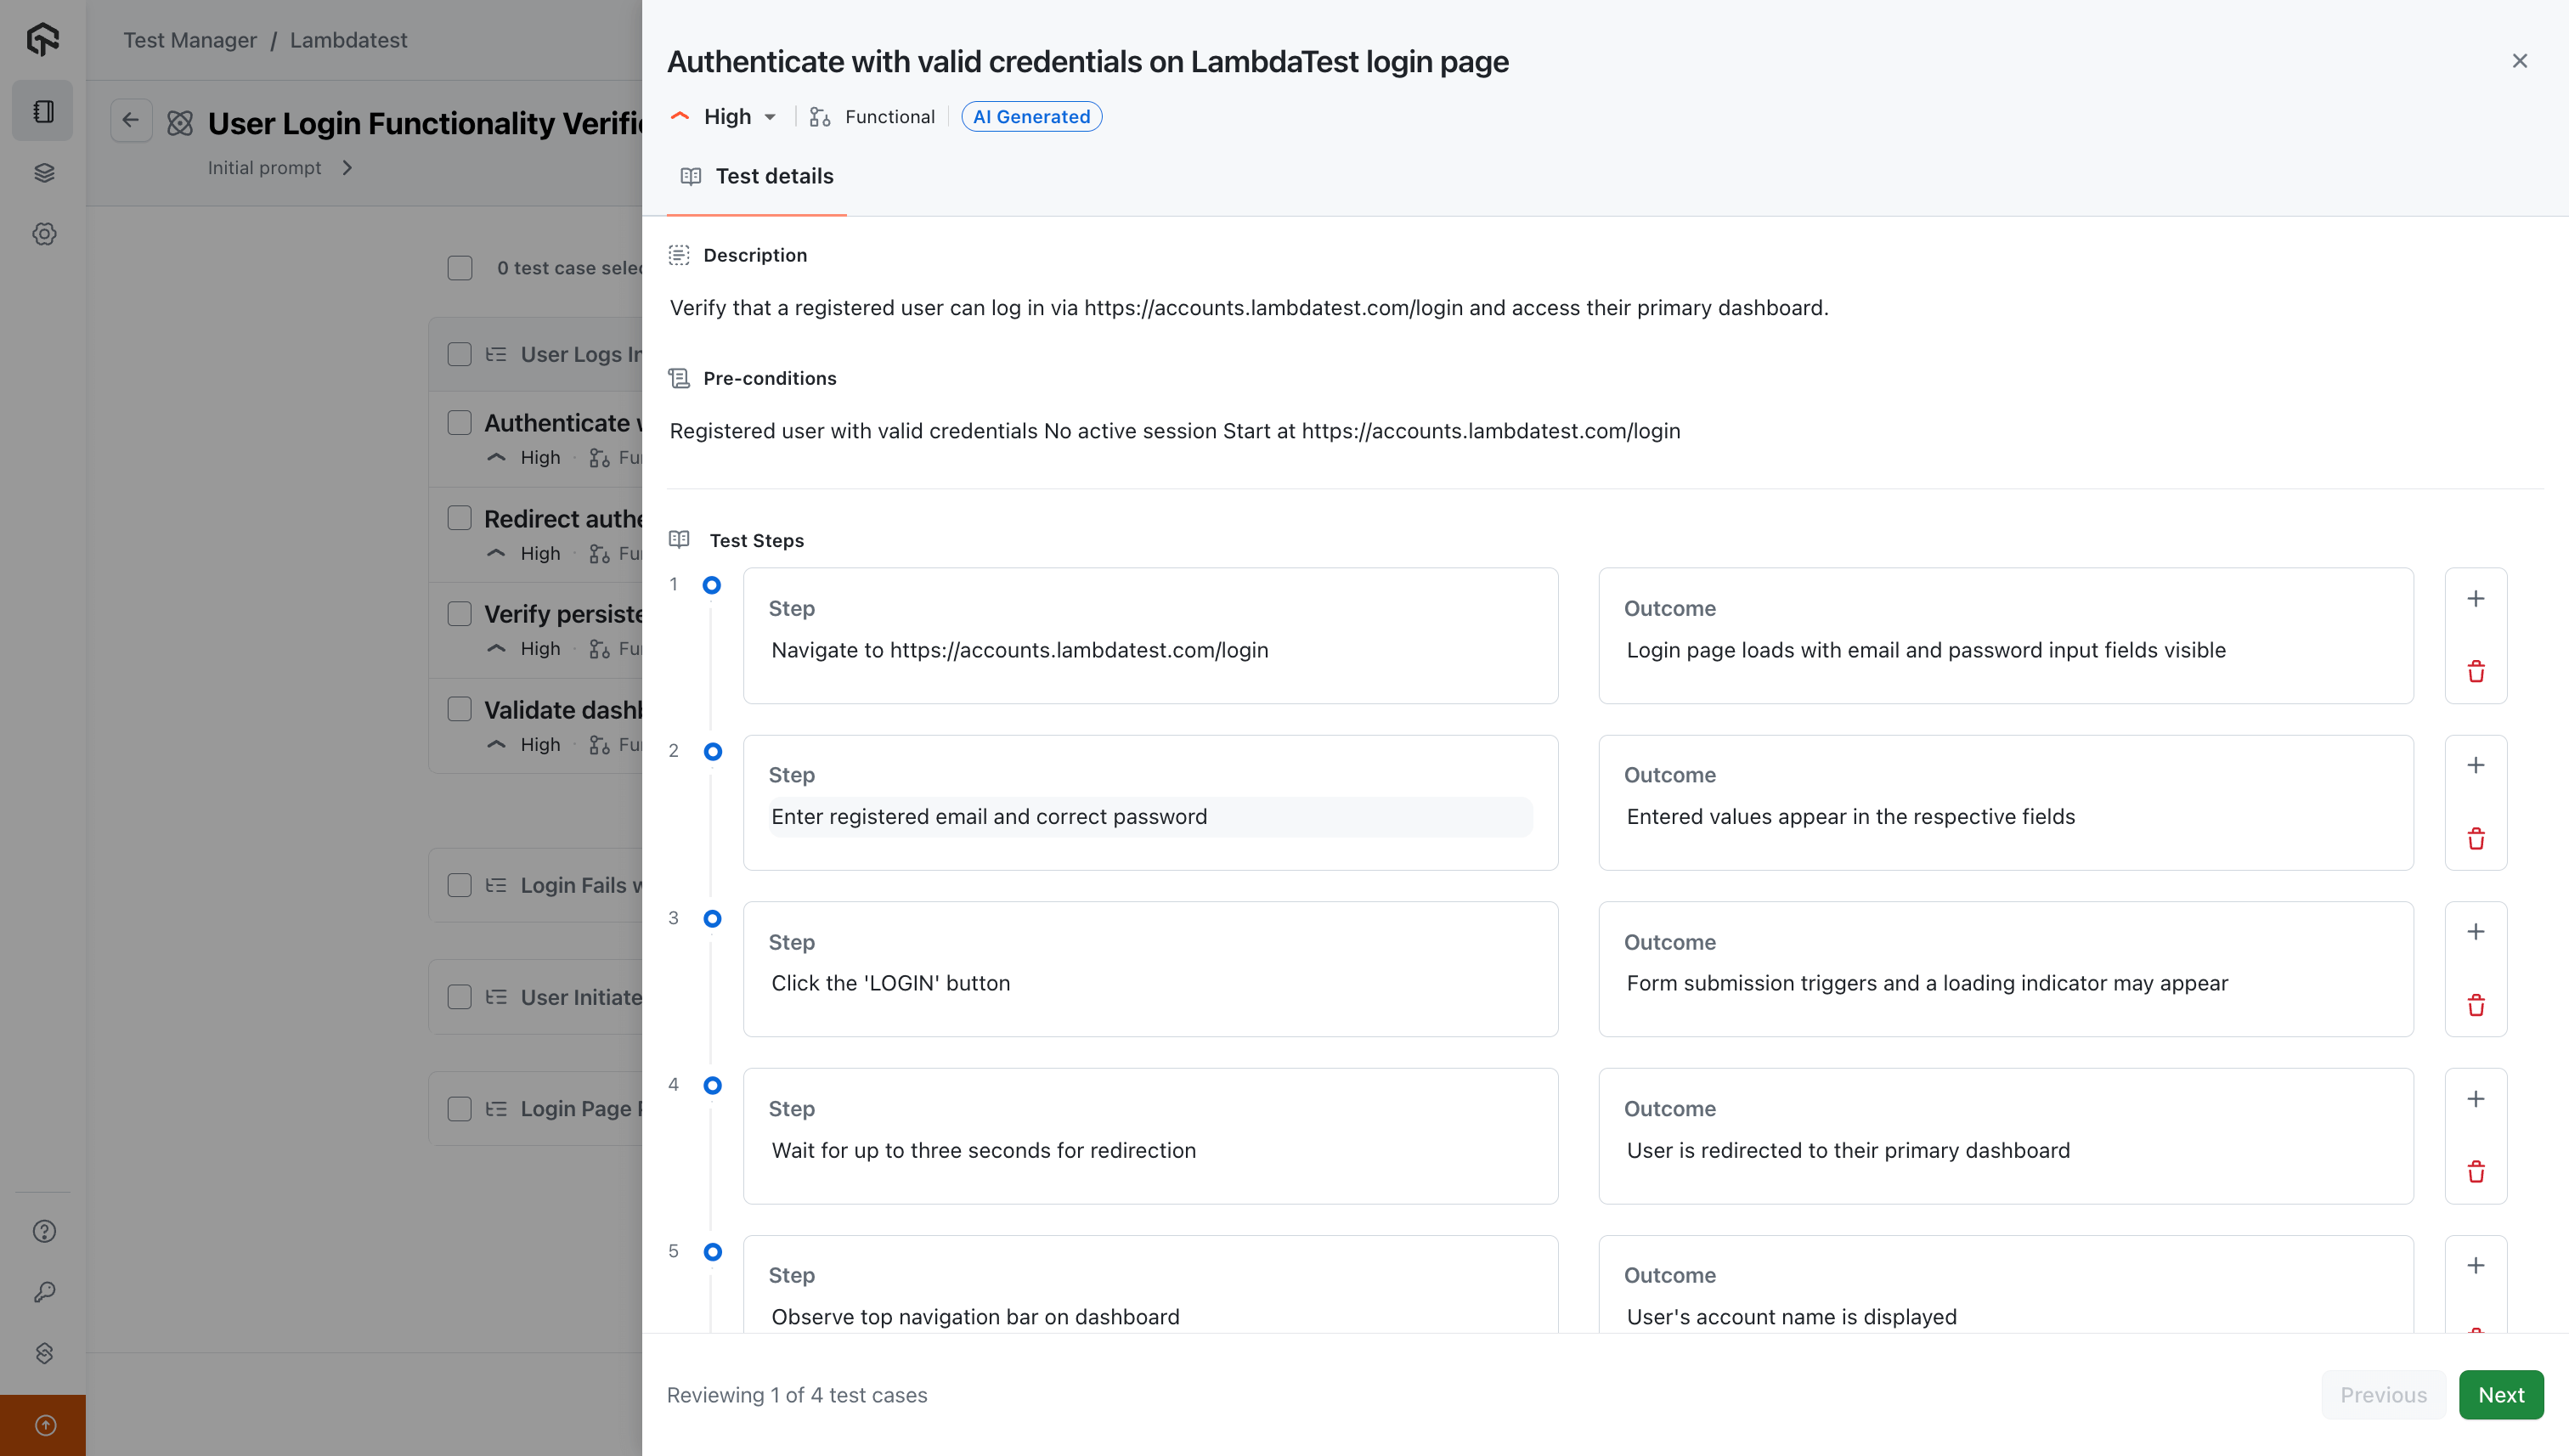 Test Manager / Lambdatest
User Login Functionality Verific
Initial prompt
0 test case selec
User Logs In
Authenticate w
High Fu
Redirect authe
High Fu
Verify persiste
High Fu
Validate dashb
High Fu
Login Fails w
User Initiate
Login Page
Authenticate with valid credentials on LambdaTest login page
High Functional AI Generated
Test details
Description
Verify that a registered user can log in via https://accounts.lambdatest.com/login and access their primary dashboard.
Pre-conditions
Registered user with valid credentials No active session Start at https://accounts.lambdatest.com/login
Test Steps
1
Step
Navigate to https://accounts.lambdatest.com/login
Outcome
Login page loads with email and password input fields visible
2
Step
Enter registered email and correct password
Outcome
Entered values appear in the respective fields
3
Step
Click the 'LOGIN' button
Outcome
Form submission triggers and a loading indicator may appear
4
Step
Wait for up to three seconds for redirection
Outcome
User is redirected to their primary dashboard
5
Step
Observe top navigation bar on dashboard
Outcome
User's account name is displayed
Reviewing 1 of 4 test cases
Previous
Next